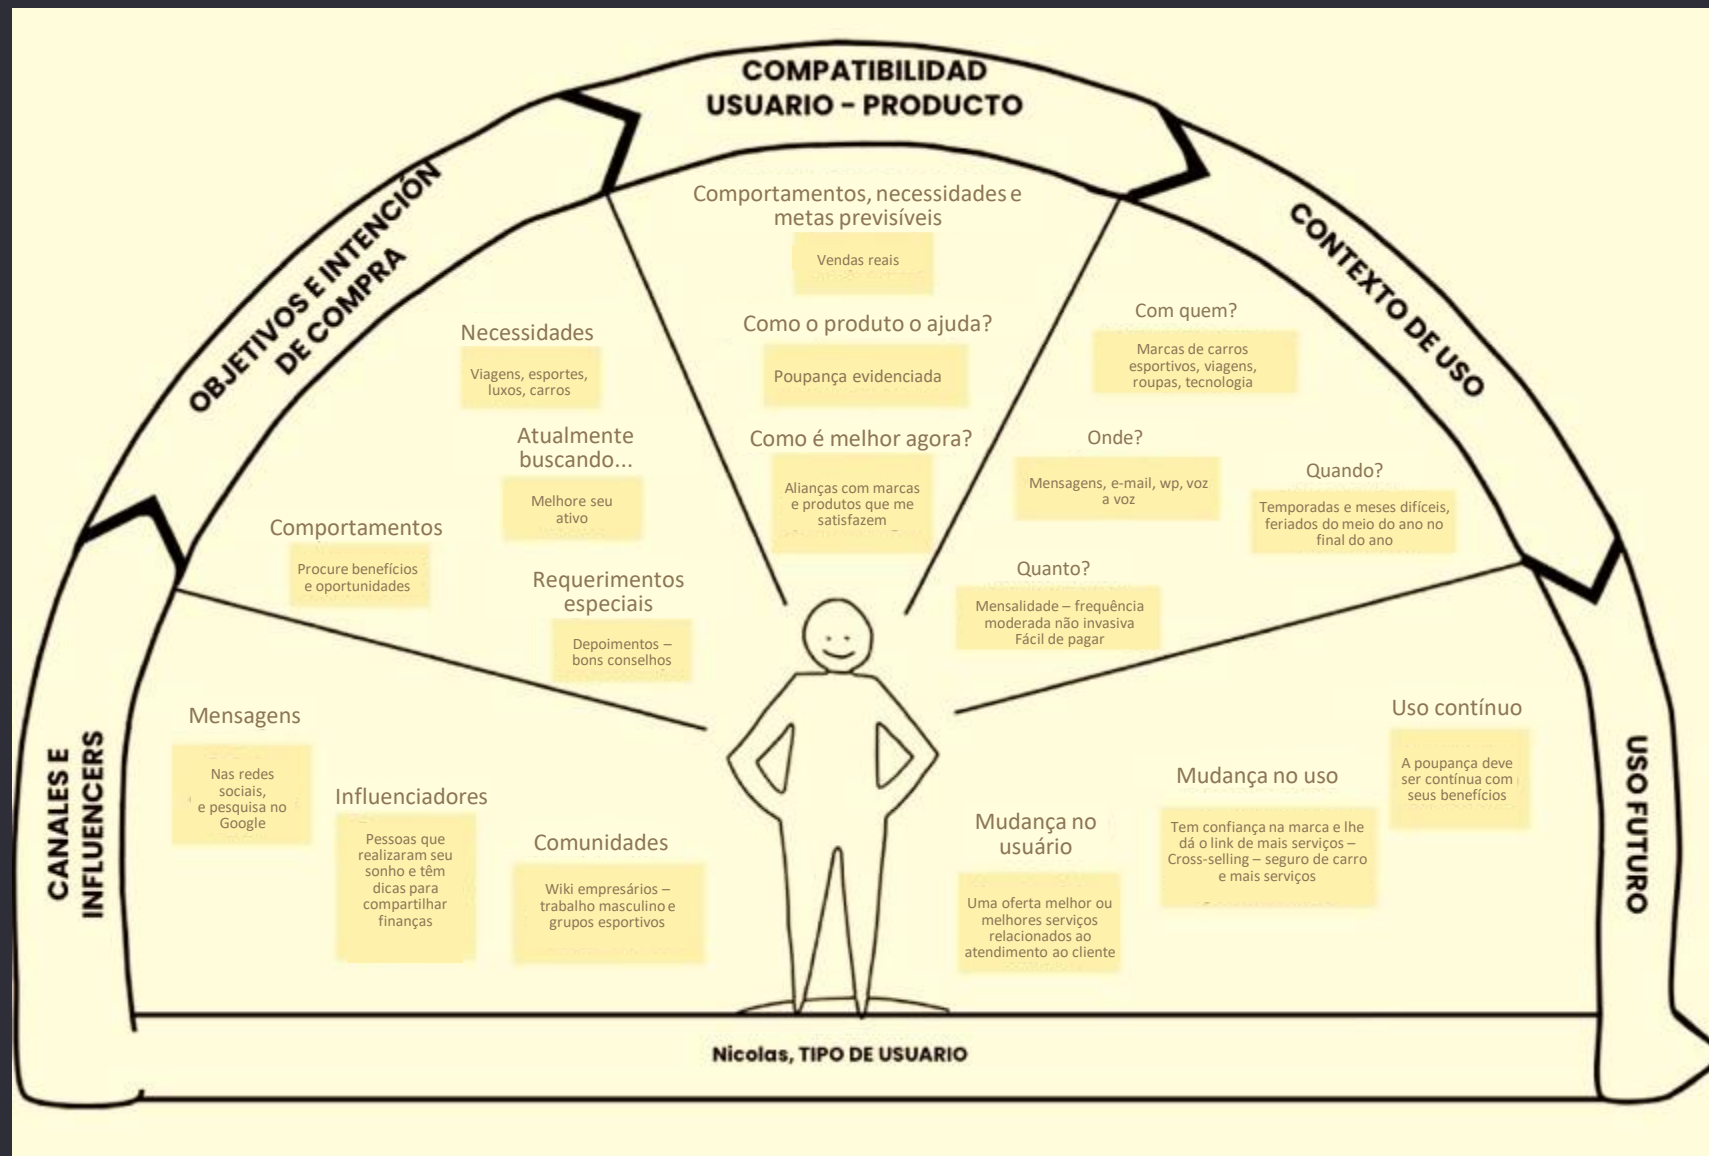 COMPATIBILIDAD
USUARIO - PRODUCTO
OBJETIVOS E INTENCIÓN
DE COMPRA
CONTEXTO DE USO
CANALES E
INFLUENCERS
USO FUTURO
Comportamentos, necessidades e
metas previsíveis
Vendas reais
Como o produto o ajuda?
Poupança evidenciada
Como é melhor agora?
Alianças com marcas
e produtos que me
satisfazem
Necessidades
Viagens, esportes,
luxos, carros
Atualmente
buscando...
Melhore seu
ativo
Comportamentos
Procure benefícios
e oportunidades
Requerimentos
especiais
Depoimentos –
bons conselhos
Com quem?
Marcas de carros
esportivos, viagens,
roupas, tecnologia
Onde?
Mensagens, e-mail, wp, voz
a voz
Quando?
Temporadas e meses difíceis,
feriados do meio do ano no
final do ano
Quanto?
Mensalidade – frequência
moderada não invasiva
Fácil de pagar
Mensagens
Nas redes
sociais,
e pesquisa no
Google
Influenciadores
Pessoas que
realizaram seu
sonho e têm
dicas para
compartilhar
finanças
Comunidades
Wiki empresários –
trabalho masculino e
grupos esportivos
Mudança no
usuário
Uma oferta melhor ou
melhores serviços
relacionados ao
atendimento ao cliente
Mudança no uso
Tem confiança na marca e lhe
dá o link de mais serviços –
Cross-selling – seguro de carro
e mais serviços
Uso contínuo
A poupança deve
ser contínua com
seus benefícios
Nicolas, TIPO DE USUARIO